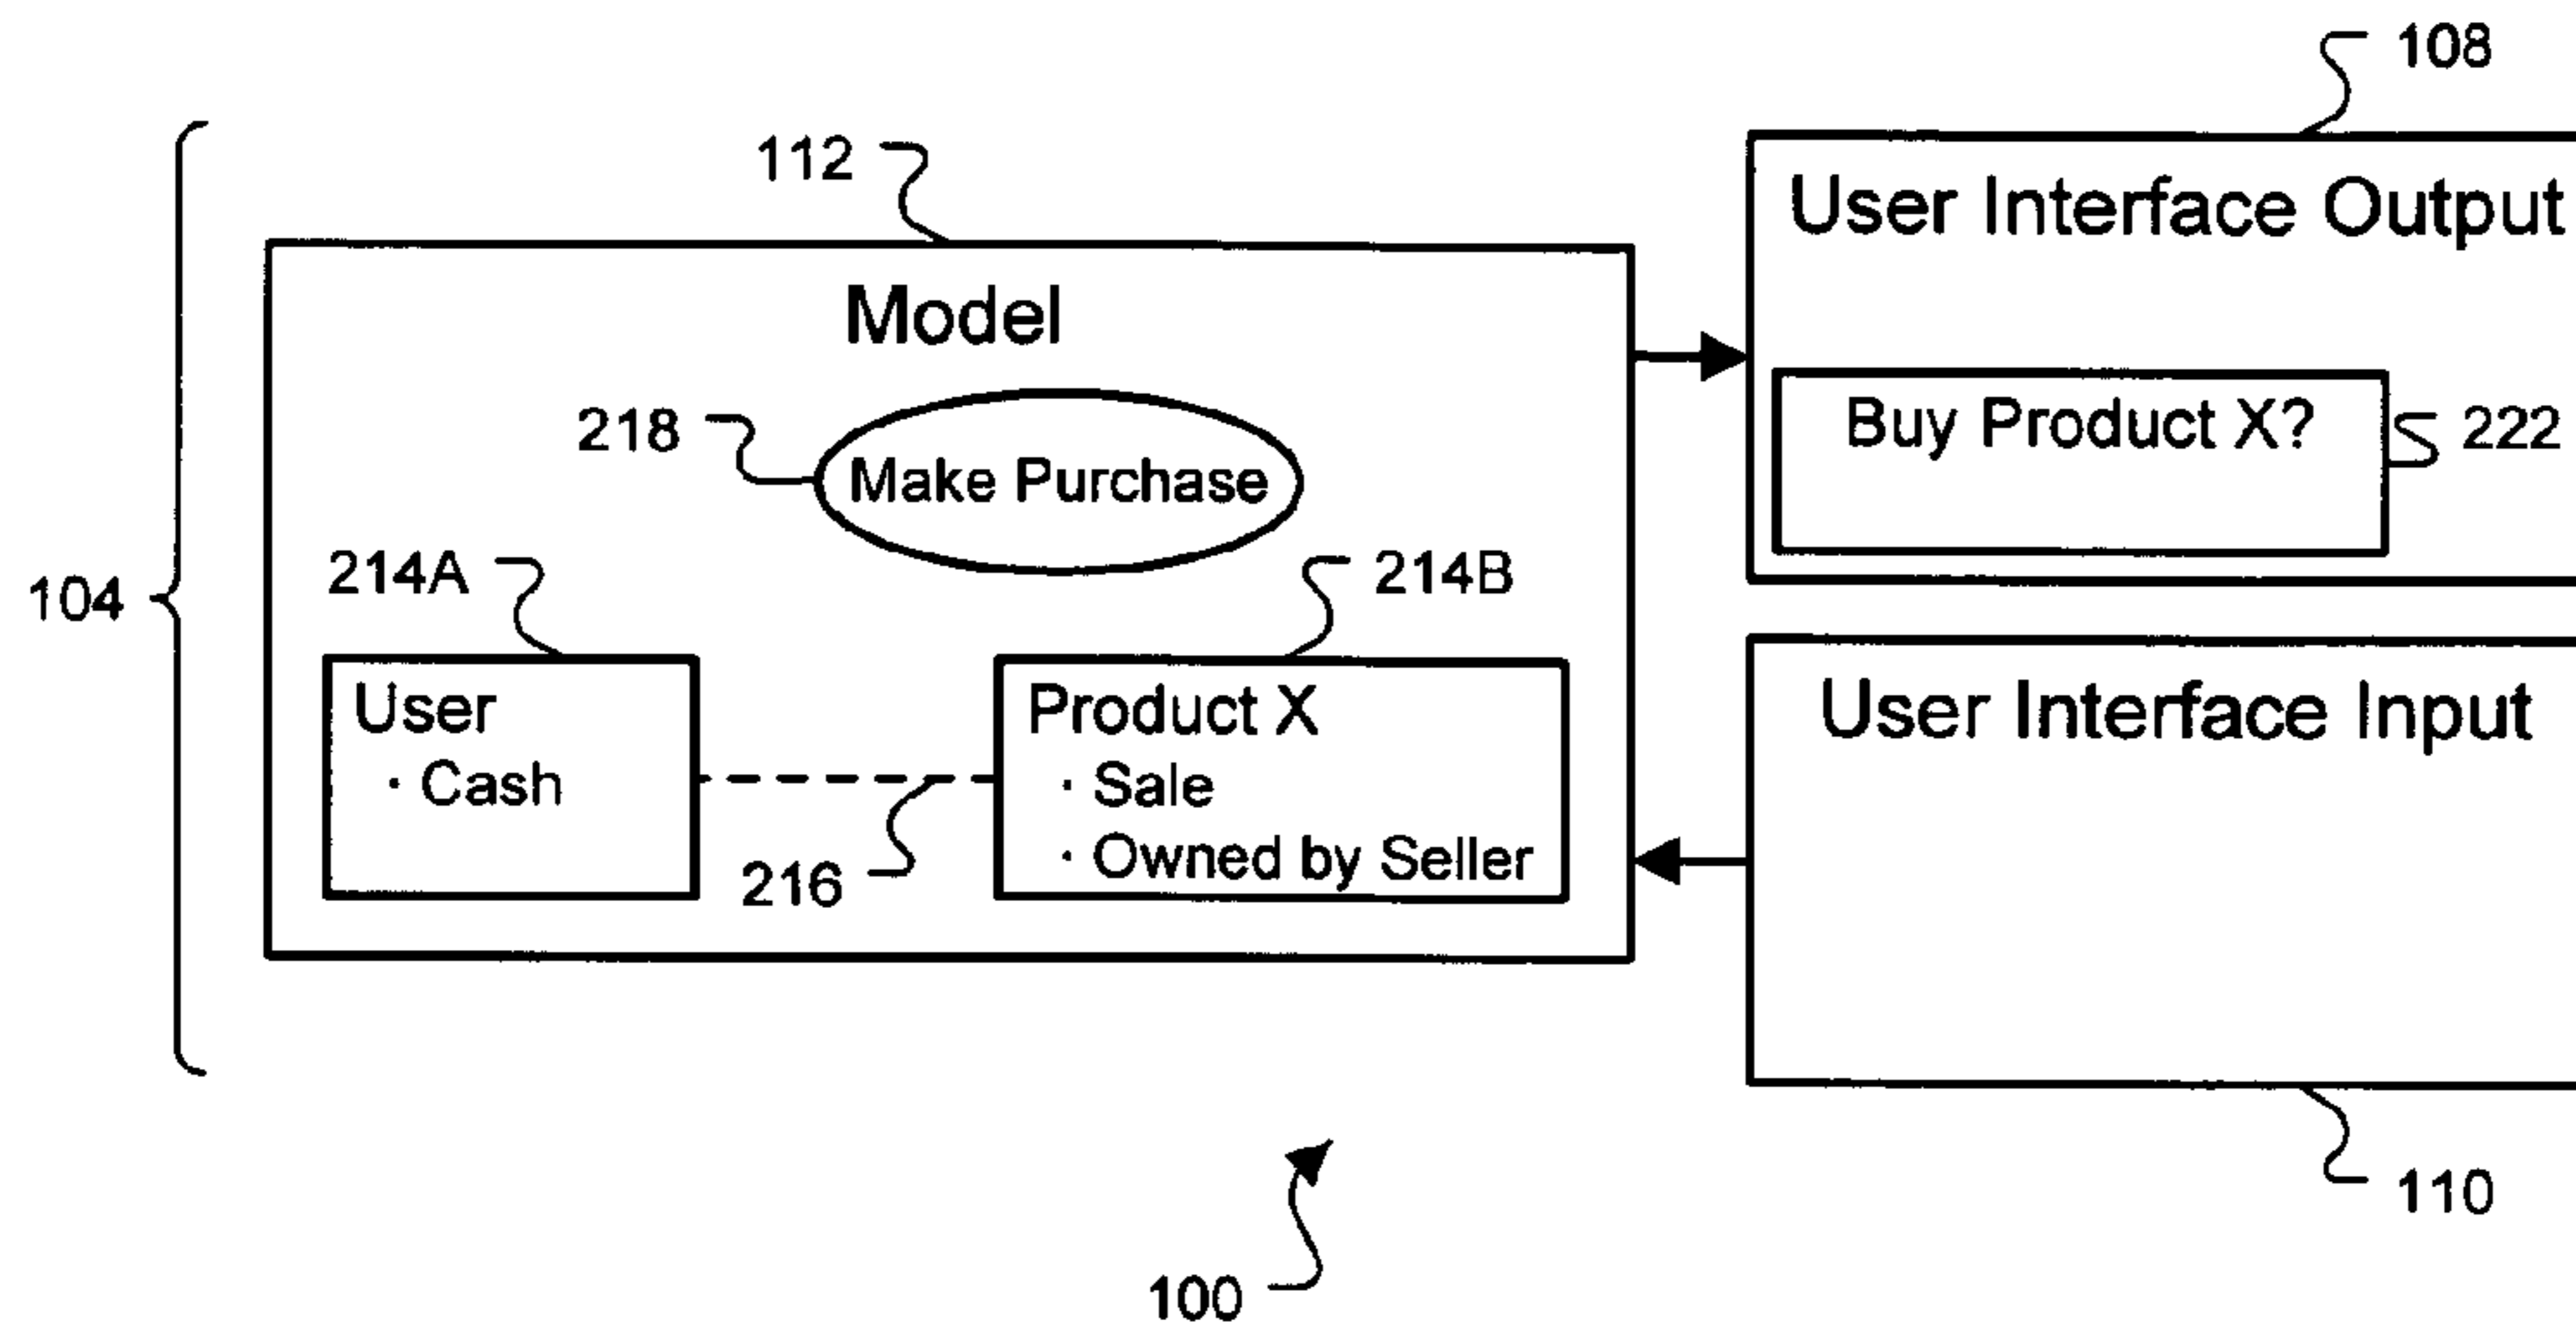 108
112
User Interface Output
Model
Buy Product X?
222
218
Make Purchase
214A
214B
104
User
· Cash
Product X
· Sale
· Owned by Seller
User Interface Input
216
110
100